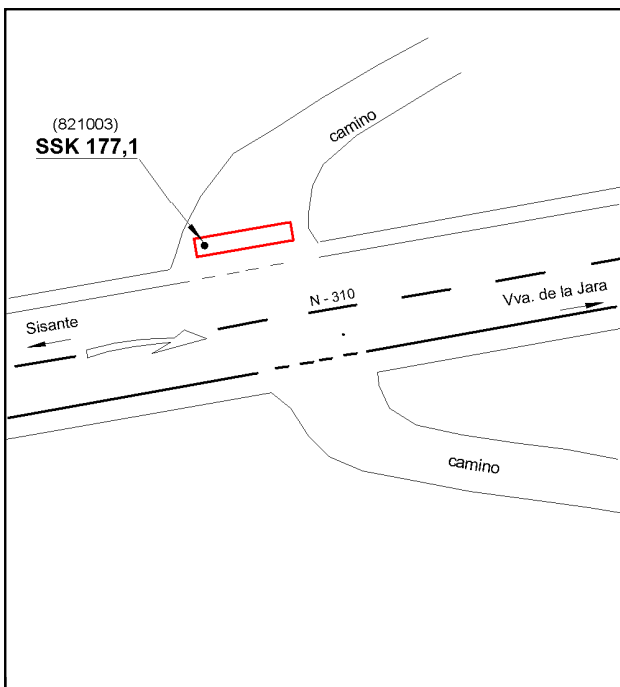 camino
(821003)
SSK 177,1
N - 310
Vva. de la Jara
Sisante
camino